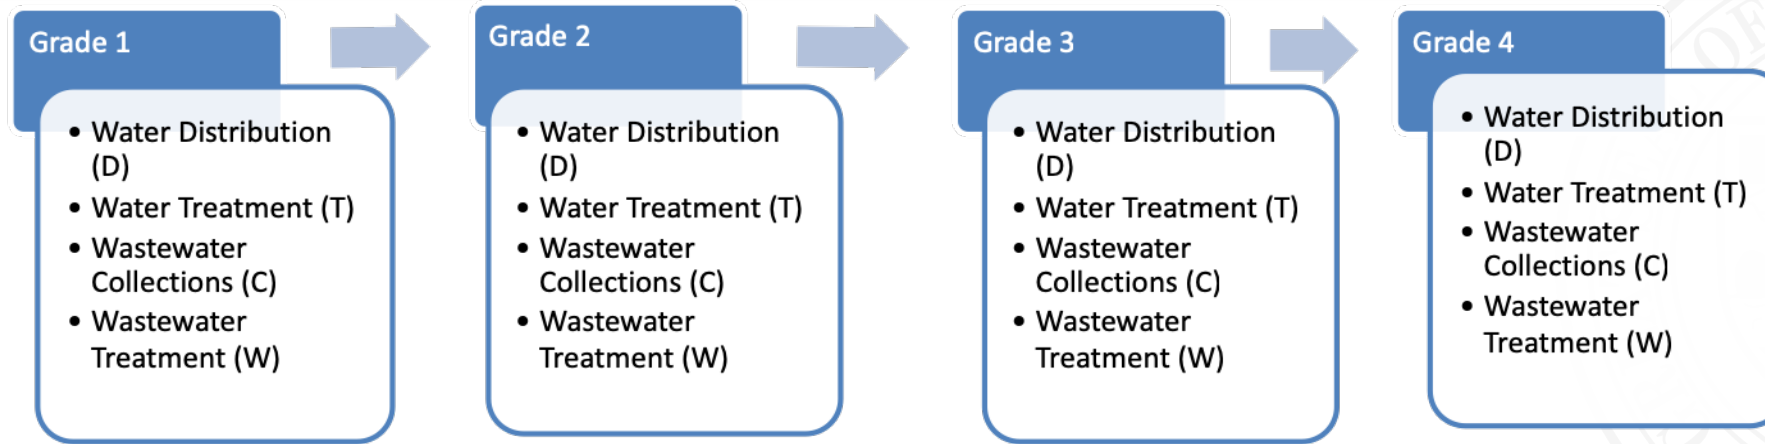 Grade 1
• Water Distribution
(D)
• Water Treatment (T)
• Wastewater
Collections (C)
• Wastewater
Treatment (W)
Grade 2
• Water Distribution
(D)
• Water Treatment (T)
• Wastewater
Collections (C)
• Wastewater
Treatment (W)
Grade 3
• Water Distribution
(D)
• Water Treatment (T)
• Wastewater
Collections (C)
• Wastewater
Treatment (W)
Grade 4
• Water Distribution
(D)
• Water Treatment (T)
• Wastewater
Collections (C)
• Wastewater
Treatment (W)
OF